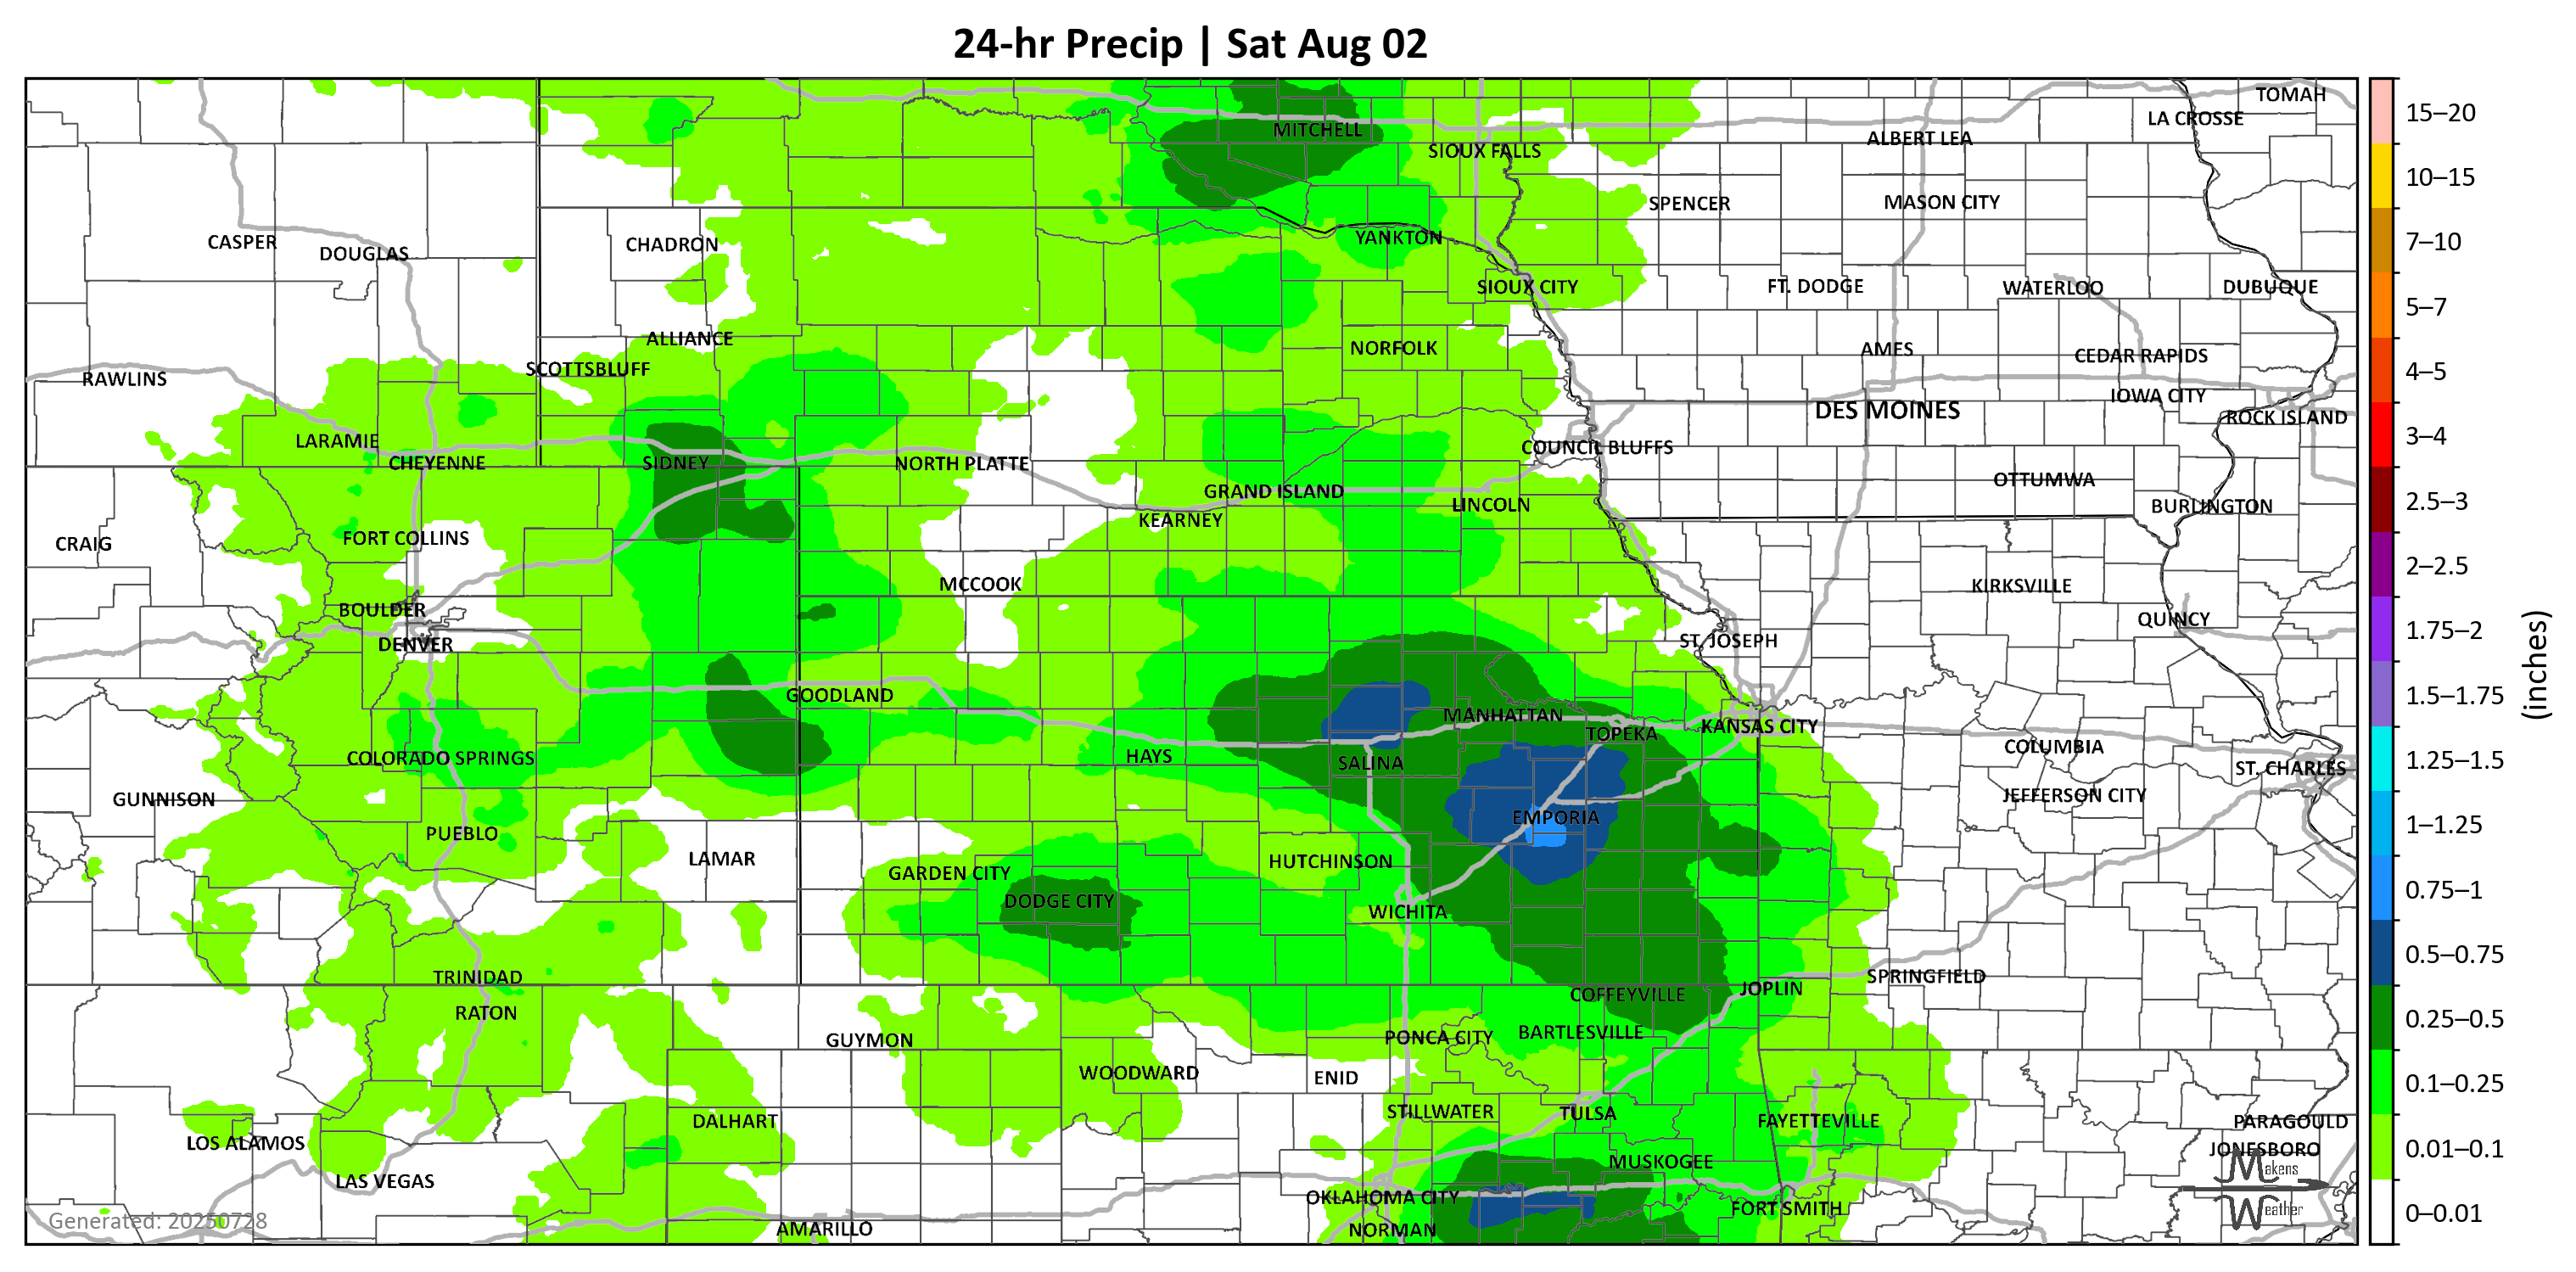 24-hr Precip | Sat Aug 02
TOMAH
LA CROSSE
MITCHELL
ALBERT LEA
SIOUX FALLS
SPENCER
MASON CITY
CASPER
CHADRON
YANKTON
DOUGLAS
SIOUX CITY
FT. DODGE
WATERLOO
DUBUQUE
ALLIANCE
NORFOLK
AMES
CEDAR RAPIDS
SCOTTSBLUFF
RAWLINS
IOWA CITY
DES MOINES
ROCK ISLAND
LARAMIE
COUNCIL BLUFFS
CHEYENNE
SIDNEY
NORTH PLATTE
OTTUMWA
GRAND ISLAND
LINCOLN
BURLINGTON
KEARNEY
FORT COLLINS
CRAIG
MCCOOK
KIRKSVILLE
BOULDER
QUINCY
DENVER
ST. JOSEPH
GOODLAND
MANHATTAN
KANSAS CITY
TOPEKA
COLUMBIA
COLORADO SPRINGS
HAYS
SALINA
ST. CHARLES
GUNNISON
JEFFERSON CITY
EMPORIA
PUEBLO
LAMAR
HUTCHINSON
GARDEN CITY
DODGE CITY
WICHITA
TRINIDAD
SPRINGFIELD
COFFEYVILLE
JOPLIN
RATON
BARTLESVILLE
GUYMON
PONCA CITY
WOODWARD
ENID
STILLWATER
TULSA
DALHART
FAYETTEVILLE
PARAGOULD
LOS ALAMOS
JONESBORO
MUSKOGEE
LAS VEGAS
OKLAHOMA CITY
FORT SMITH
AMARILLO
NORMAN
Generated: 20250728
Makens
Weather
15–20
10–15
7–10
5–7
4–5
3–4
2.5–3
2–2.5
1.75–2
1.5–1.75
1.25–1.5
1–1.25
0.75–1
0.5–0.75
0.25–0.5
0.1–0.25
0.01–0.1
0–0.01
(inches)